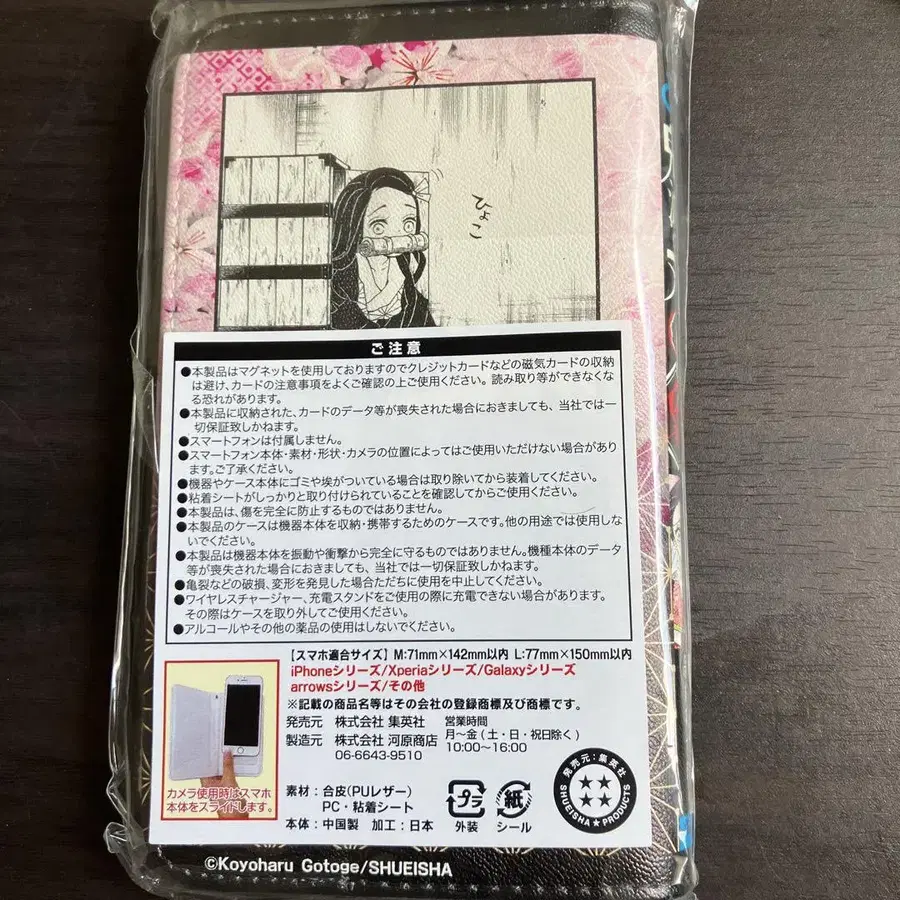 ひょこ
ご注意
●本製品はマグネットを使用しておりますのでクレジットカードなどの磁気カードの収納
は避け、カードの注意事項をよくご確認の上ご使用ください。読み取り等ができなくな
る恐れがあります。
●本製品に収納された、カードのデータ等が喪失された場合におきましても、当社では一
切保証致しかねます。
●スマートフォンは付属しません。
●スマートフォン本体・素材・形状・カメラの位置によってはご使用いただけない場合があり
ます。ご了承ください。
●機器やケース本体にゴミや埃がついている場合は取り除いてから装着してください。
●粘着シートがしっかりと取り付けられていることを確認してからご使用ください。
●本製品は、傷を完全に防止するものではありません。
●本製品のケースは機器本体を収納・携帯するためのケースです。他の用途では使用しな
いでください。
●本製品は機器本体を振動や衝撃から完全に守るものではありません。機種本体のデータ
等が喪失された場合におきましても、当社では一切保証致しかねます。
●亀裂などの破損、変形を発見した場合ただちに使用を中止してください。
●ワイヤレスチャージャー、充電スタンドをご使用の際に充電できない場合があります。
その際はケースを取り外してご使用ください。
●アルコールやその他の薬品の使用はしないでください。
【スマホ適合サイズ】 M:71mm×142mm以内 L:77mm×150mm以内
iPhoneシリーズ/Xperiaシリーズ/Galaxyシリーズ
arrowsシリーズ/その他
※記載の商品名等はその会社の登録商標及び商標です。
発売元 株式会社 集英社
製造元 株式会社 河原商店
06-6643-9510
営業時間
月～金(土・日・祝日除く)
10:00～16:00
カメラ使用時はスマホ
本体をスライドします。
素材：合皮(PUレザー)
PC・粘着シート
本体：中国製 加工：日本
プラ
外装
紙
シール
発売元：集英社
SHUEISHA★PRODUCTS
©Koyoharu Gotoge/SHUEISHA